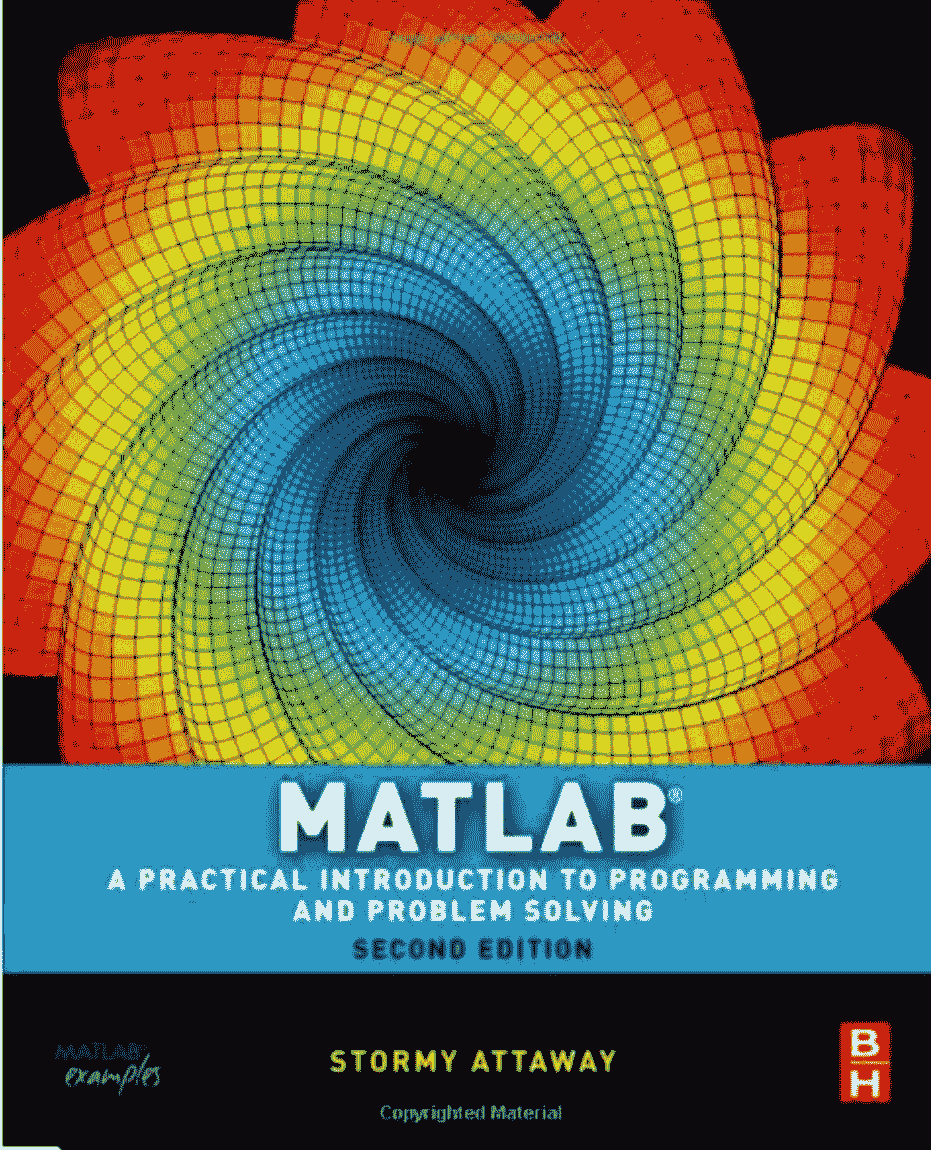 MATLAB®
A PRACTICAL INTRODUCTION TO PROGRAMMING
AND PROBLEM SOLVING
SECOND EDITION
MATLAB
examples
STORMY ATTAWAY
B
H
Copyrighted Material